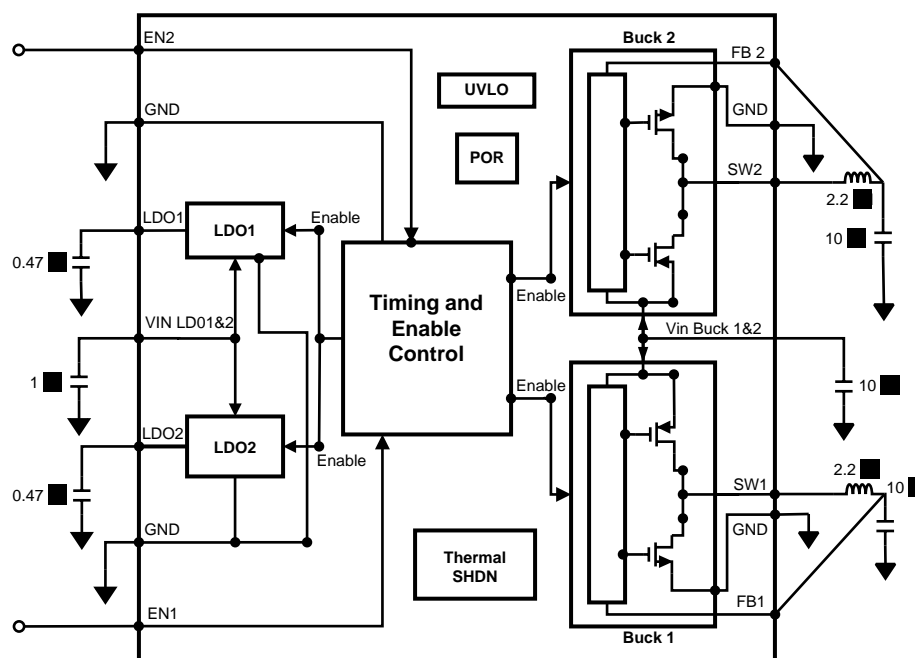 EN2
Buck 2
FB 2
UVLO
GND
GND
POR
SW2
LDO1
LDO1
Enable
2.2
10
0.47
Timing and
Enable
Control
Enable
VIN LD01&2
Vin Buck 1&2
1
Enable
10
LDO2
LDO2
Enable
2.2
SW1
10
0.47
GND
GND
Thermal
SHDN
FB1
EN1
Buck 1